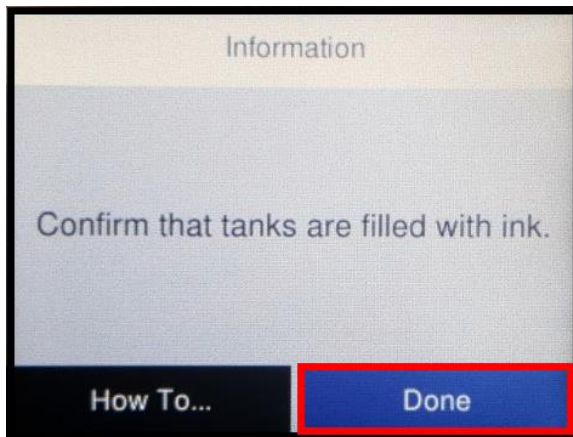 Information
Confirm that tanks are filled with ink.
How To...
Done